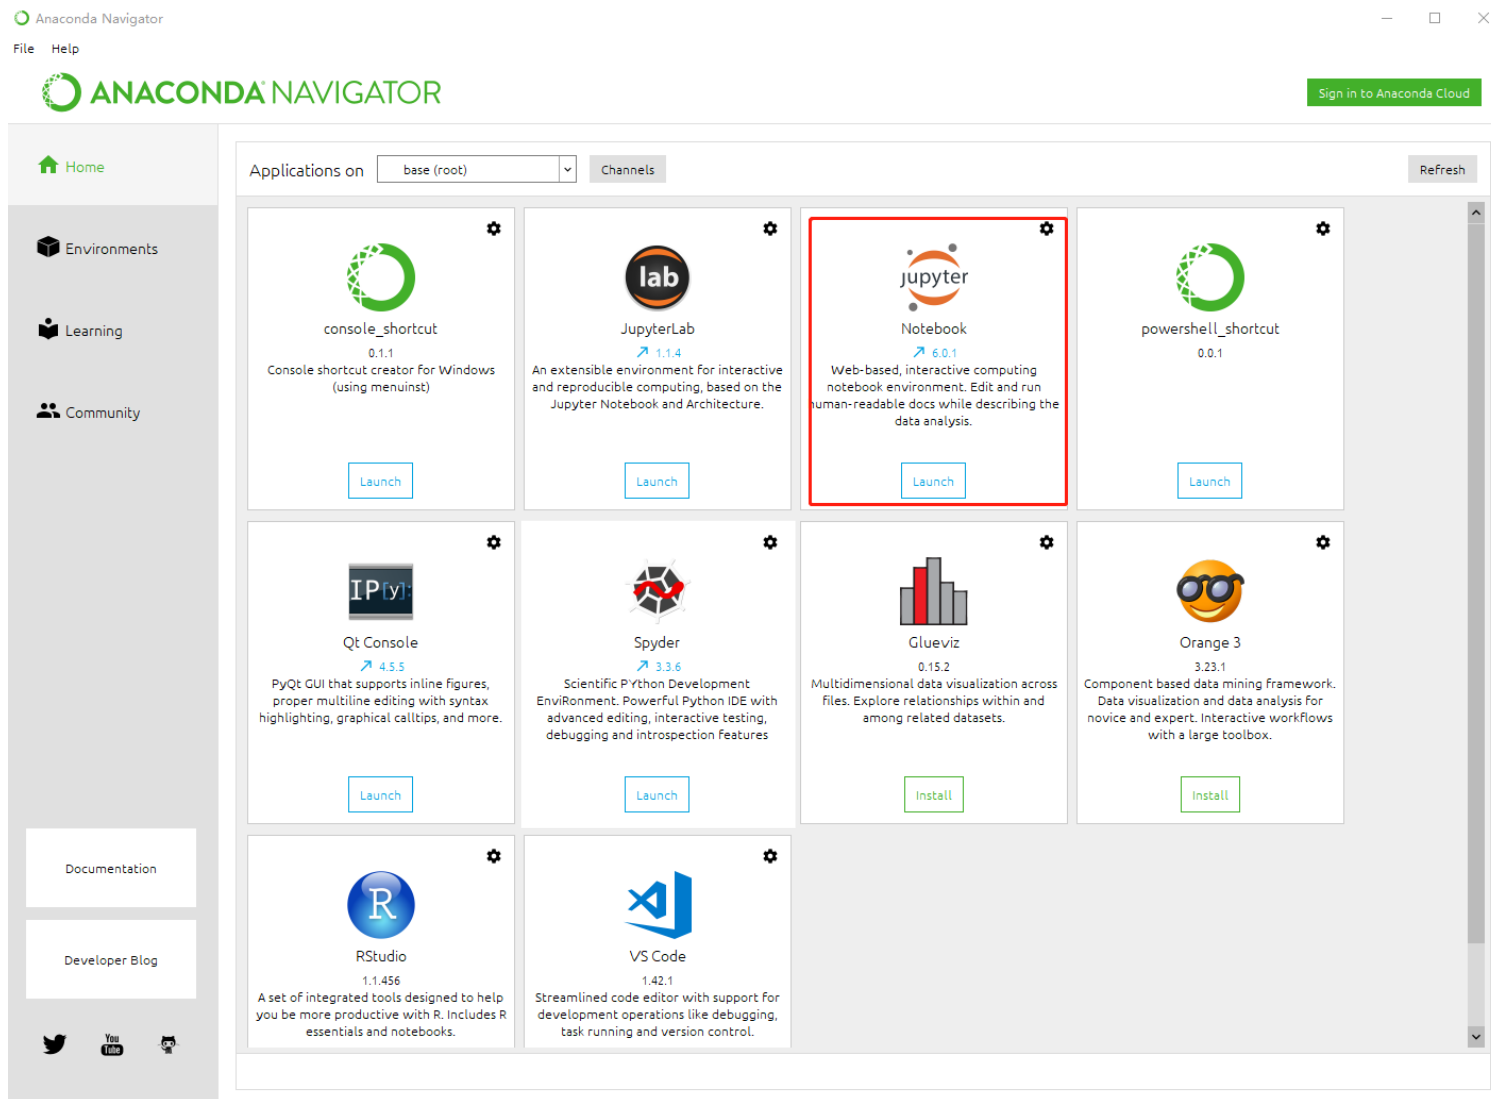 Anaconda Navigator
File Help
ANACONDA NAVIGATOR
Sign in to Anaconda Cloud
Home
Environments
Learning
Community
Documentation
Developer Blog
You
Tube
Applications on base (root) Channels Refresh
console_shortcut
0.1.1
Console shortcut creator for Windows
(using menuinst)
Launch
lab
JupyterLab
1.1.4
An extensible environment for interactive
and reproducible computing, based on the
Jupyter Notebook and Architecture.
Launch
jupyter
Notebook
6.0.1
Web-based, interactive computing
notebook environment. Edit and run
human-readable docs while describing the
data analysis.
Launch
powershell_shortcut
0.0.1
Launch
IP[y]:
Qt Console
4.5.5
PyQt GUI that supports inline figures,
proper multiline editing with syntax
highlighting, graphical calltips, and more.
Launch
Spyder
3.3.6
Scientific PYthon Development
EnviRonment. Powerful Python IDE with
advanced editing, interactive testing,
debugging and introspection features
Launch
Glueviz
0.15.2
Multidimensional data visualization across
files. Explore relationships within and
among related datasets.
Install
Orange 3
3.23.1
Component based data mining framework.
Data visualization and data analysis for
novice and expert. Interactive workflows
with a large toolbox.
Install
R
RStudio
1.1.456
A set of integrated tools designed to help
you be more productive with R. Includes R
essentials and notebooks.
VS Code
1.42.1
Streamlined code editor with support for
development operations like debugging,
task running and version control.